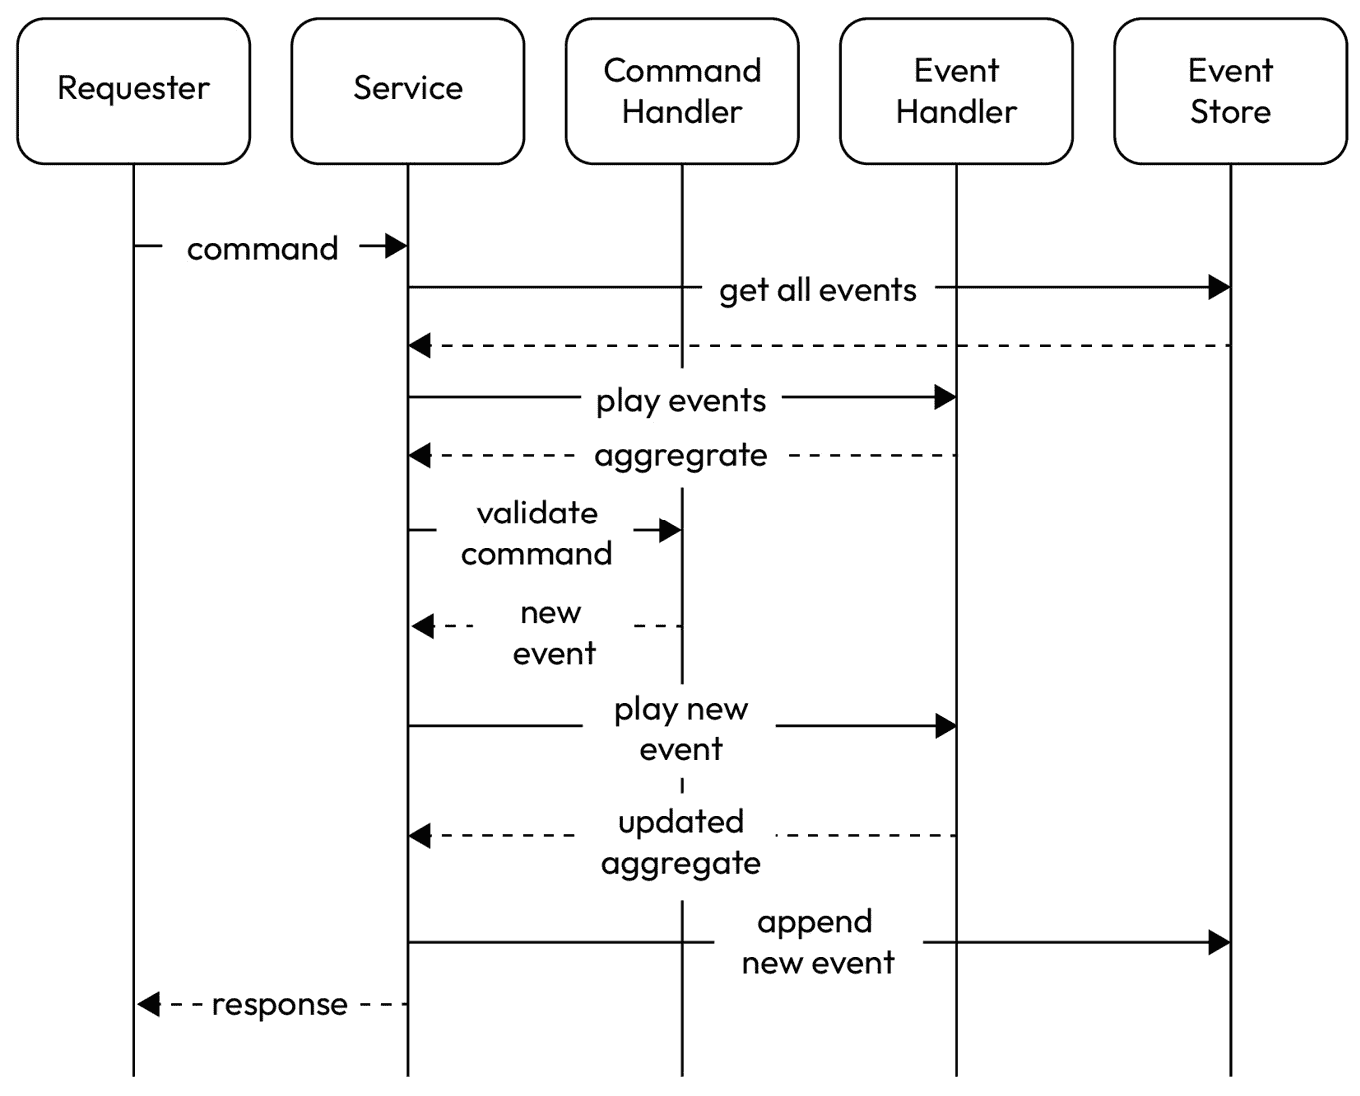 Requester
Service
Command
Handler
Event
Handler
Event
Store
command
get all events
play events
aggregrate
validate
command
new
event
play new
event
updated
aggregate
append
new event
response